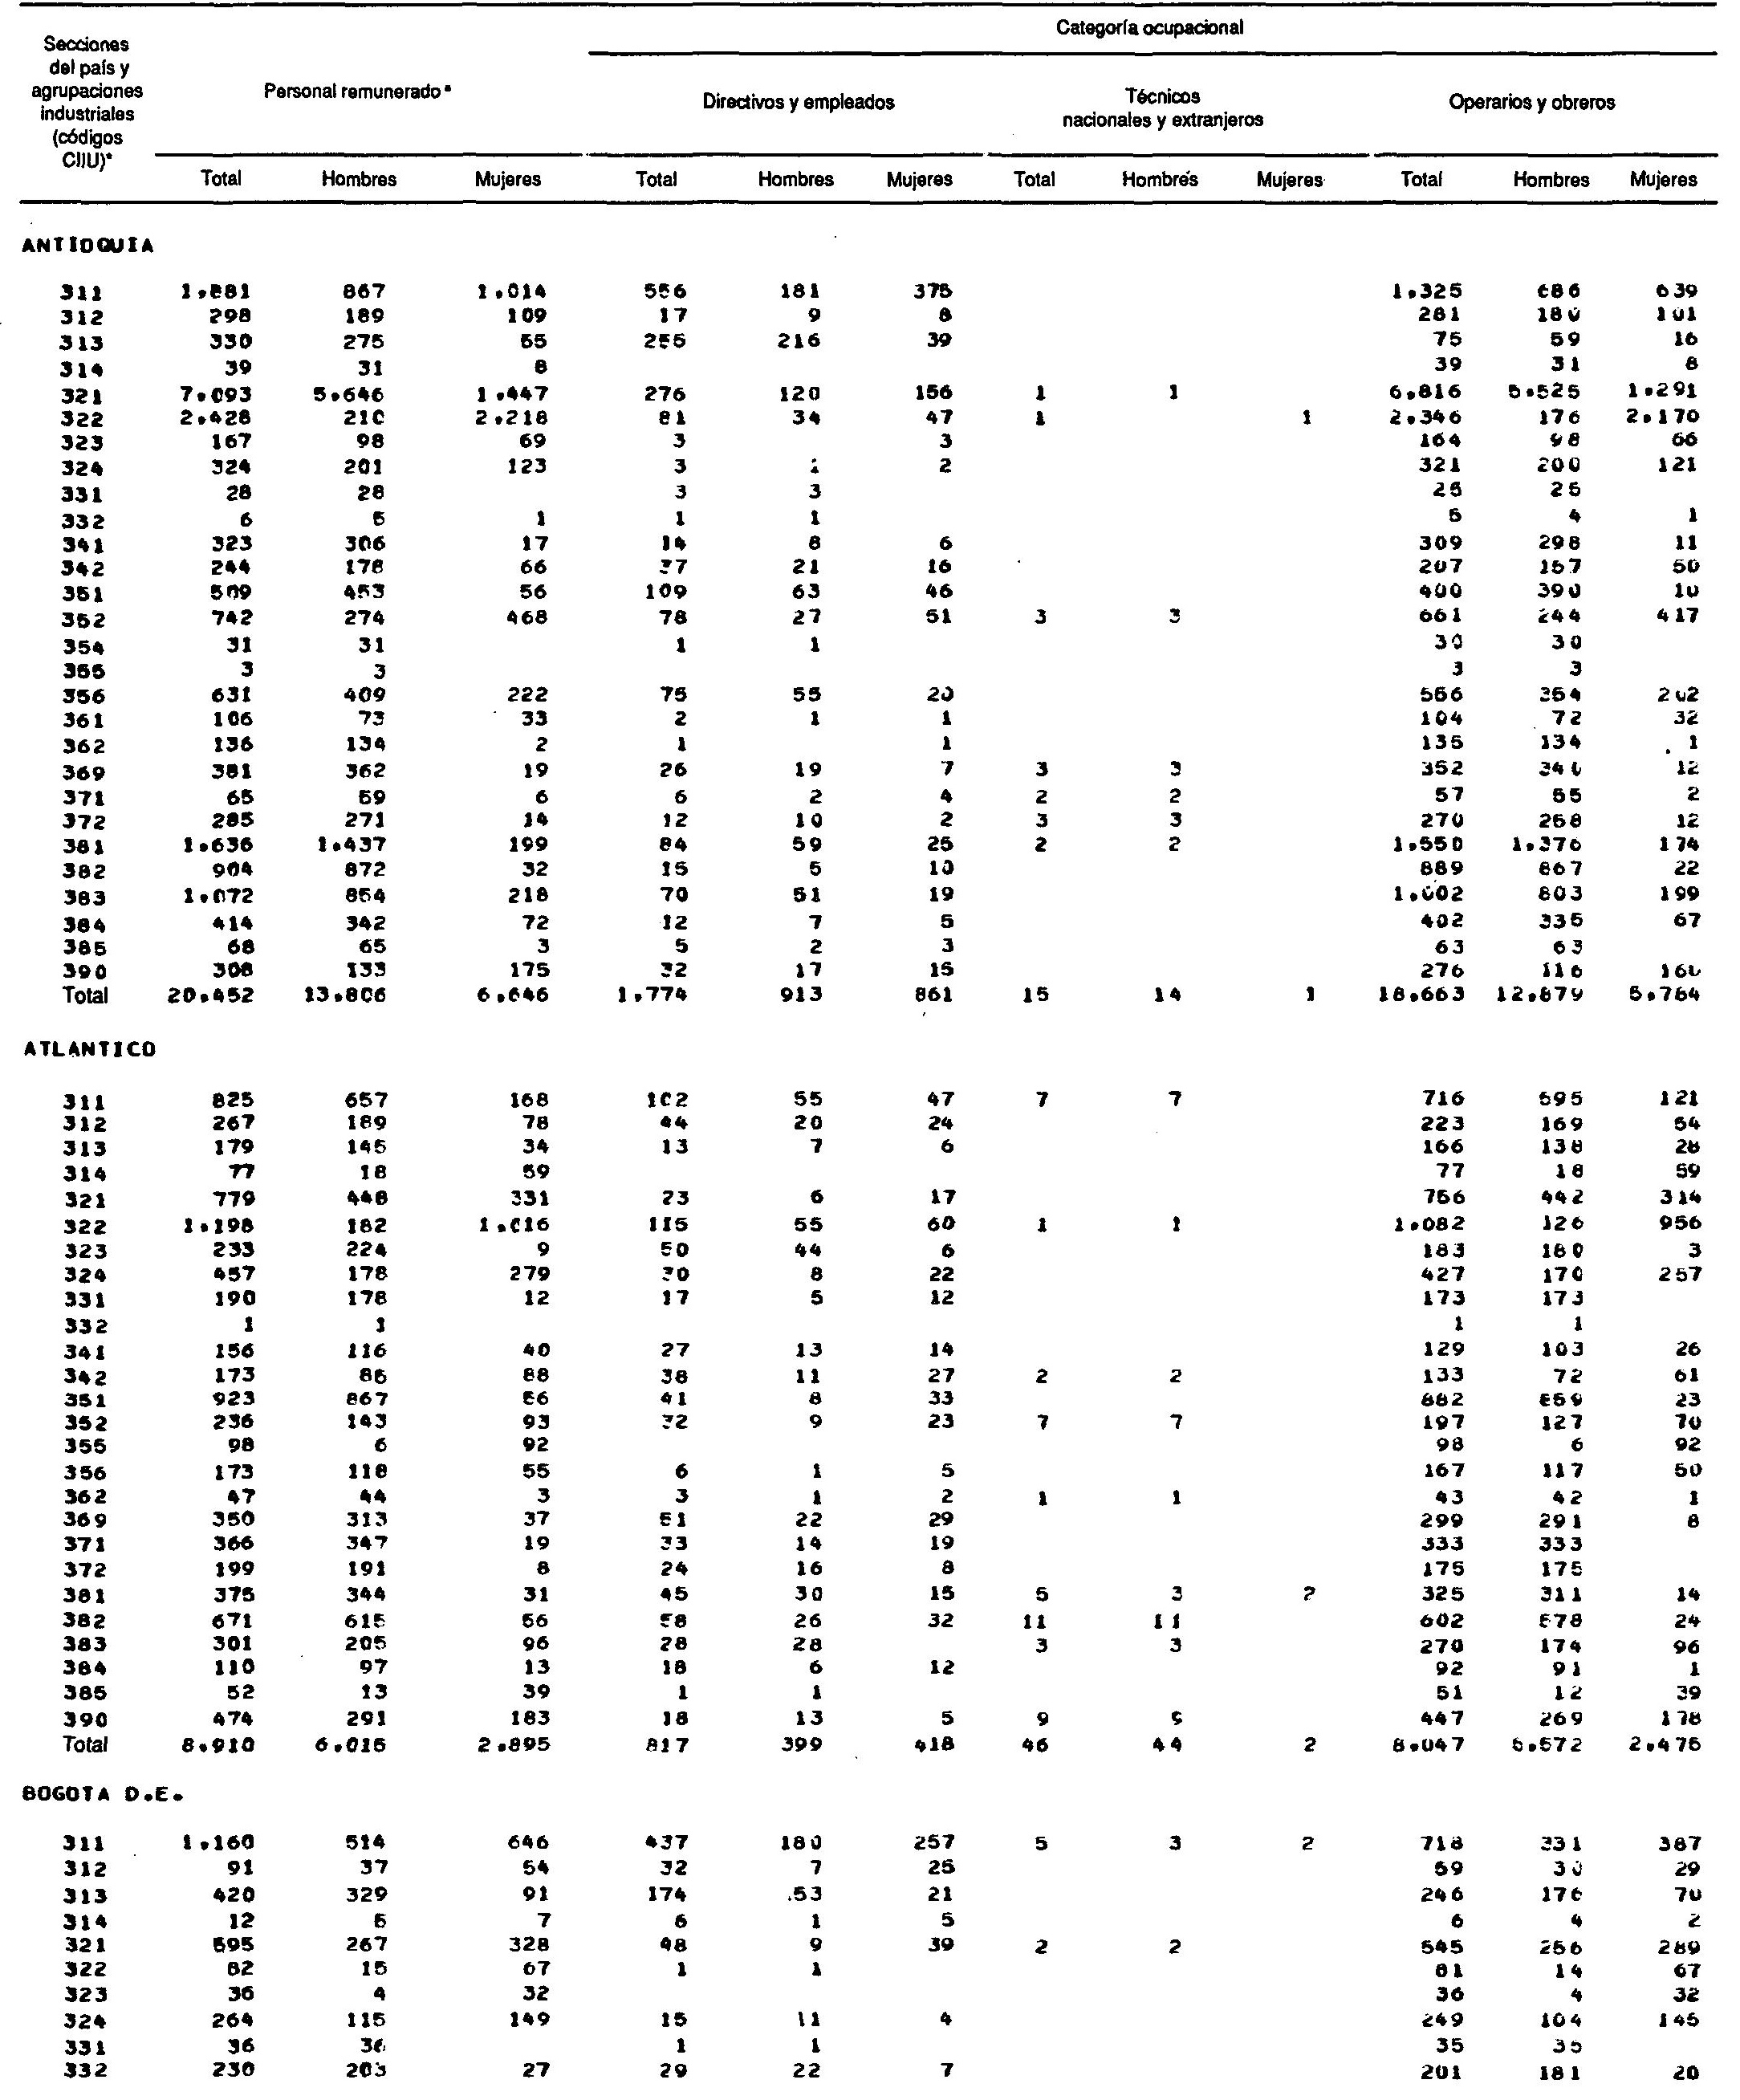 Categoría ocupacional
Secciones
del país y
agrupaciones
industriales
(códigos
CIIU)*
Personal remunerado *
Directivos y empleados
Técnicos
nacionales y extranjeros
Operarios y obreros
Total Hombres Mujeres Total Hombres Mujeres Total Hombres Mujeres Total Hombres Mujeres
ANTIOQUIA
311 1.881 867 1.014 556 181 375 1.325 686 639
312 298 189 109 17 9 8 281 180 101
313 330 275 55 255 216 39 75 59 16
314 39 31 8 39 31 8
321 7.093 5.646 1.447 276 120 156 1 1 6.816 5.525 1.291
322 2.428 210 2.218 81 34 47 1 1 2.346 176 2.170
323 167 98 69 3 3 164 98 66
324 324 201 123 3 1 2 321 200 121
331 28 28 3 3 25 25
332 6 5 1 1 1 5 4 1
341 323 306 17 14 8 6 309 298 11
342 244 178 66 37 21 16 207 157 50
351 509 453 56 109 63 46 400 390 10
352 742 274 468 78 27 51 3 3 661 244 417
354 31 31 1 1 30 30
355 3 3 3 3
356 631 409 222 75 55 20 556 354 202
361 106 73 33 2 1 1 104 72 32
362 136 134 2 1 1 135 134 1
369 381 362 19 26 19 7 3 3 352 340 12
371 65 59 6 6 2 4 2 2 57 55 2
372 285 271 14 12 10 2 3 3 270 258 12
381 1.636 1.437 199 84 59 25 2 2 1.550 1.376 174
382 904 872 32 15 5 10 889 867 22
383 1.072 854 218 70 51 19 1.002 803 199
384 414 342 72 12 7 5 402 335 67
385 68 65 3 5 2 3 63 63
390 308 133 175 32 17 15 276 116 160
Total 20.452 13.806 6.646 1.774 913 861 15 14 1 18.663 12.879 5.784
ATLANTICO
311 825 657 168 102 55 47 7 7 716 595 121
312 267 189 78 44 20 24 223 169 54
313 179 145 34 13 7 6 166 138 28
314 77 18 59 77 18 59
321 779 448 331 23 6 17 756 442 314
322 1.198 182 1.016 115 55 60 1 1 1.082 126 956
323 233 224 9 50 44 6 183 180 3
324 457 178 279 30 8 22 427 170 257
331 190 178 12 17 5 12 173 173
332 1 1 1 1
341 156 116 40 27 13 14 129 103 26
342 173 85 88 38 11 27 2 2 133 72 61
351 923 867 56 41 8 33 882 859 23
352 236 143 93 32 9 23 7 7 197 127 70
355 98 6 92 98 6 92
356 173 118 55 6 1 5 167 117 50
362 47 44 3 3 1 2 1 1 43 42 1
369 350 313 37 51 22 29 299 291 8
371 366 347 19 33 14 19 333 333
372 199 191 8 24 16 8 175 175
381 375 344 31 45 30 15 5 3 2 325 311 14
382 671 615 56 58 26 32 11 11 602 578 24
383 301 205 96 28 28 3 3 270 174 96
384 110 97 13 18 6 12 92 91 1
385 52 13 39 1 1 51 12 39
390 474 291 183 18 13 5 9 9 447 269 178
Total 8.910 6.015 2.895 817 399 418 46 44 2 8.047 5.572 2.475
BOGOTA D.E.
311 1.160 514 646 437 180 257 5 3 2 718 331 387
312 91 37 54 32 7 25 59 30 29
313 420 329 91 174 .53 21 246 176 70
314 12 5 7 6 1 5 6 4 2
321 595 267 328 48 9 39 2 2 545 256 289
322 82 15 67 1 1 81 14 67
323 36 4 32 36 4 32
324 264 115 149 15 11 4 249 104 145
331 36 36 1 1 35 35
332 230 203 27 29 22 7 201 181 20